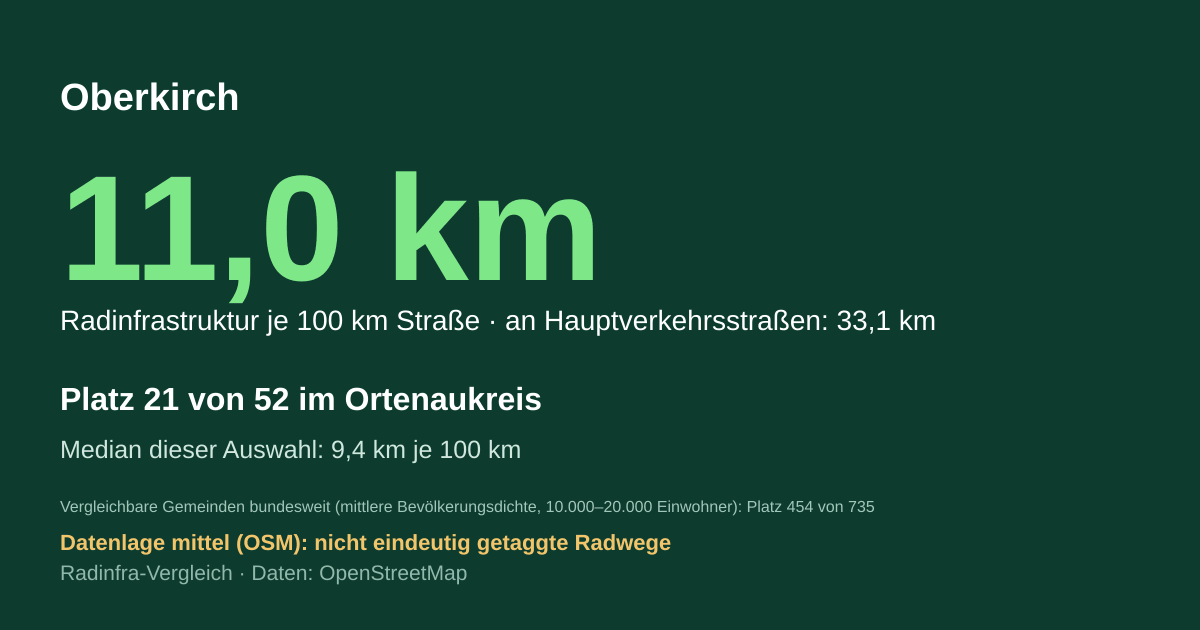 Oberkirch
11,0 km
Radinfrastruktur je 100 km Straße · an Hauptverkehrsstraßen: 33,1 km
Platz 21 von 52 im Ortenaukreis
Median dieser Auswahl: 9,4 km je 100 km
Vergleichbare Gemeinden bundesweit (mittlere Bevölkerungsdichte, 10.000–20.000 Einwohner): Platz 454 von 735
Datenlage mittel (OSM): nicht eindeutig getaggte Radwege
Radinfra-Vergleich · Daten: OpenStreetMap